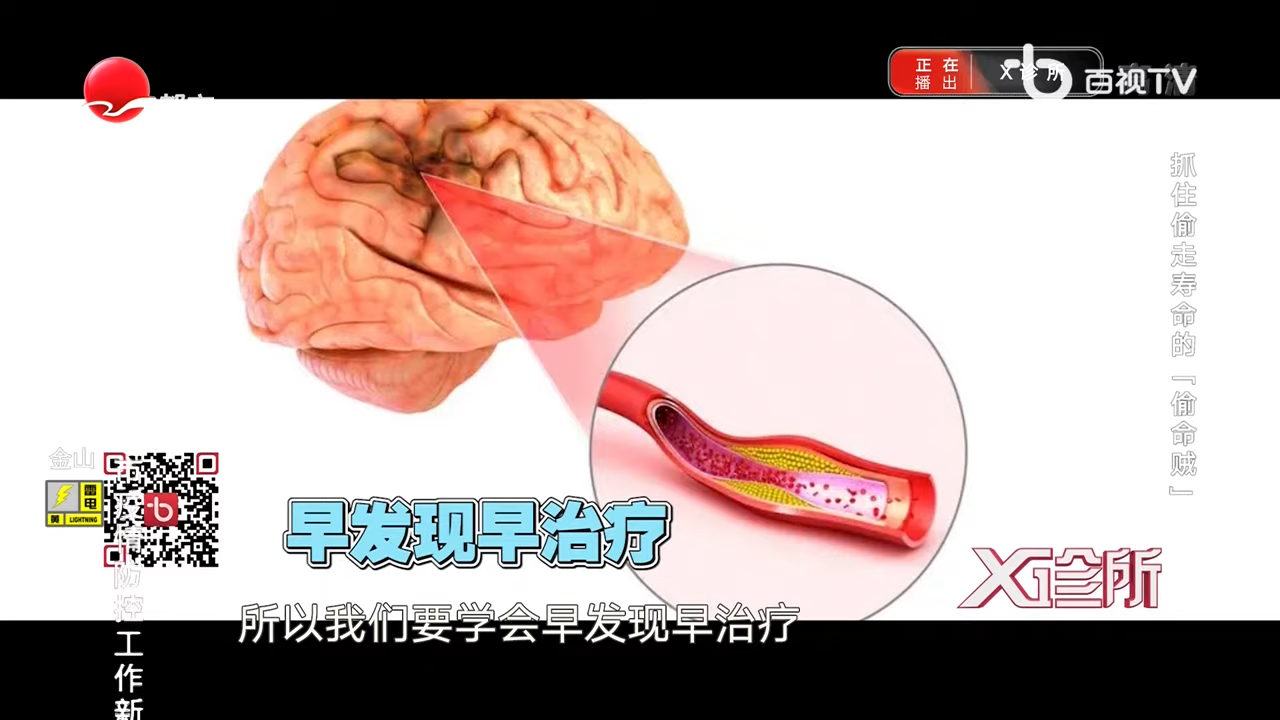 正在
播出
X诊所
百视TV
抓住偷走寿命的「偷命贼」
金山
雷电
黄 LIGHTNING
市疫情防控工作新
早发现早治疗
X诊所
所以我们要学会早发现早治疗